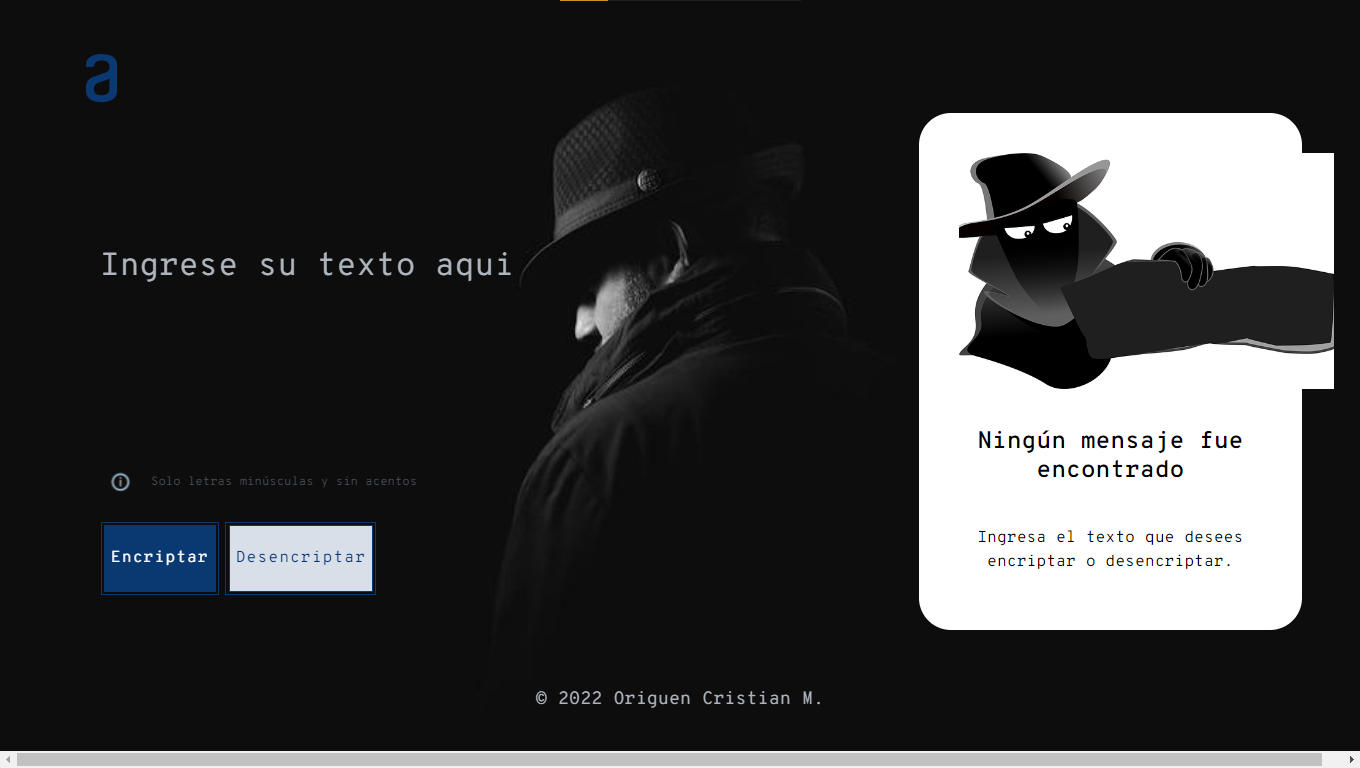 a
Ingrese su texto aqui
Solo letras minúsculas y sin acentos
Encriptar
Desencriptar
Ningún mensaje fue
encontrado
Ingresa el texto que desees
encriptar o desencriptar.
© 2022 Origuen Cristian M.